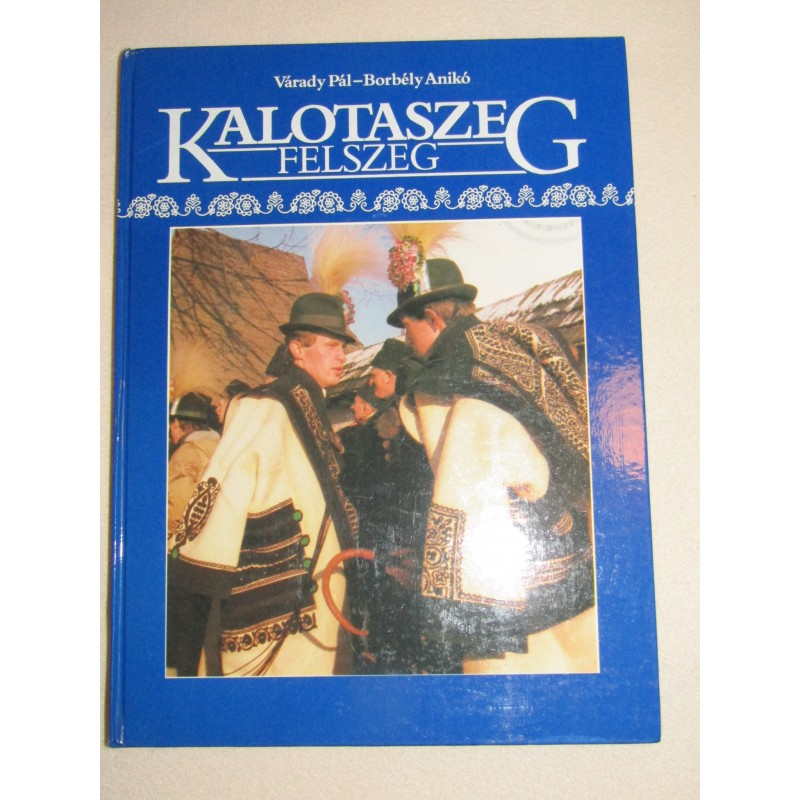 Várady Pál–Borbély Anikó
KALOTASZEG
FELSZEG